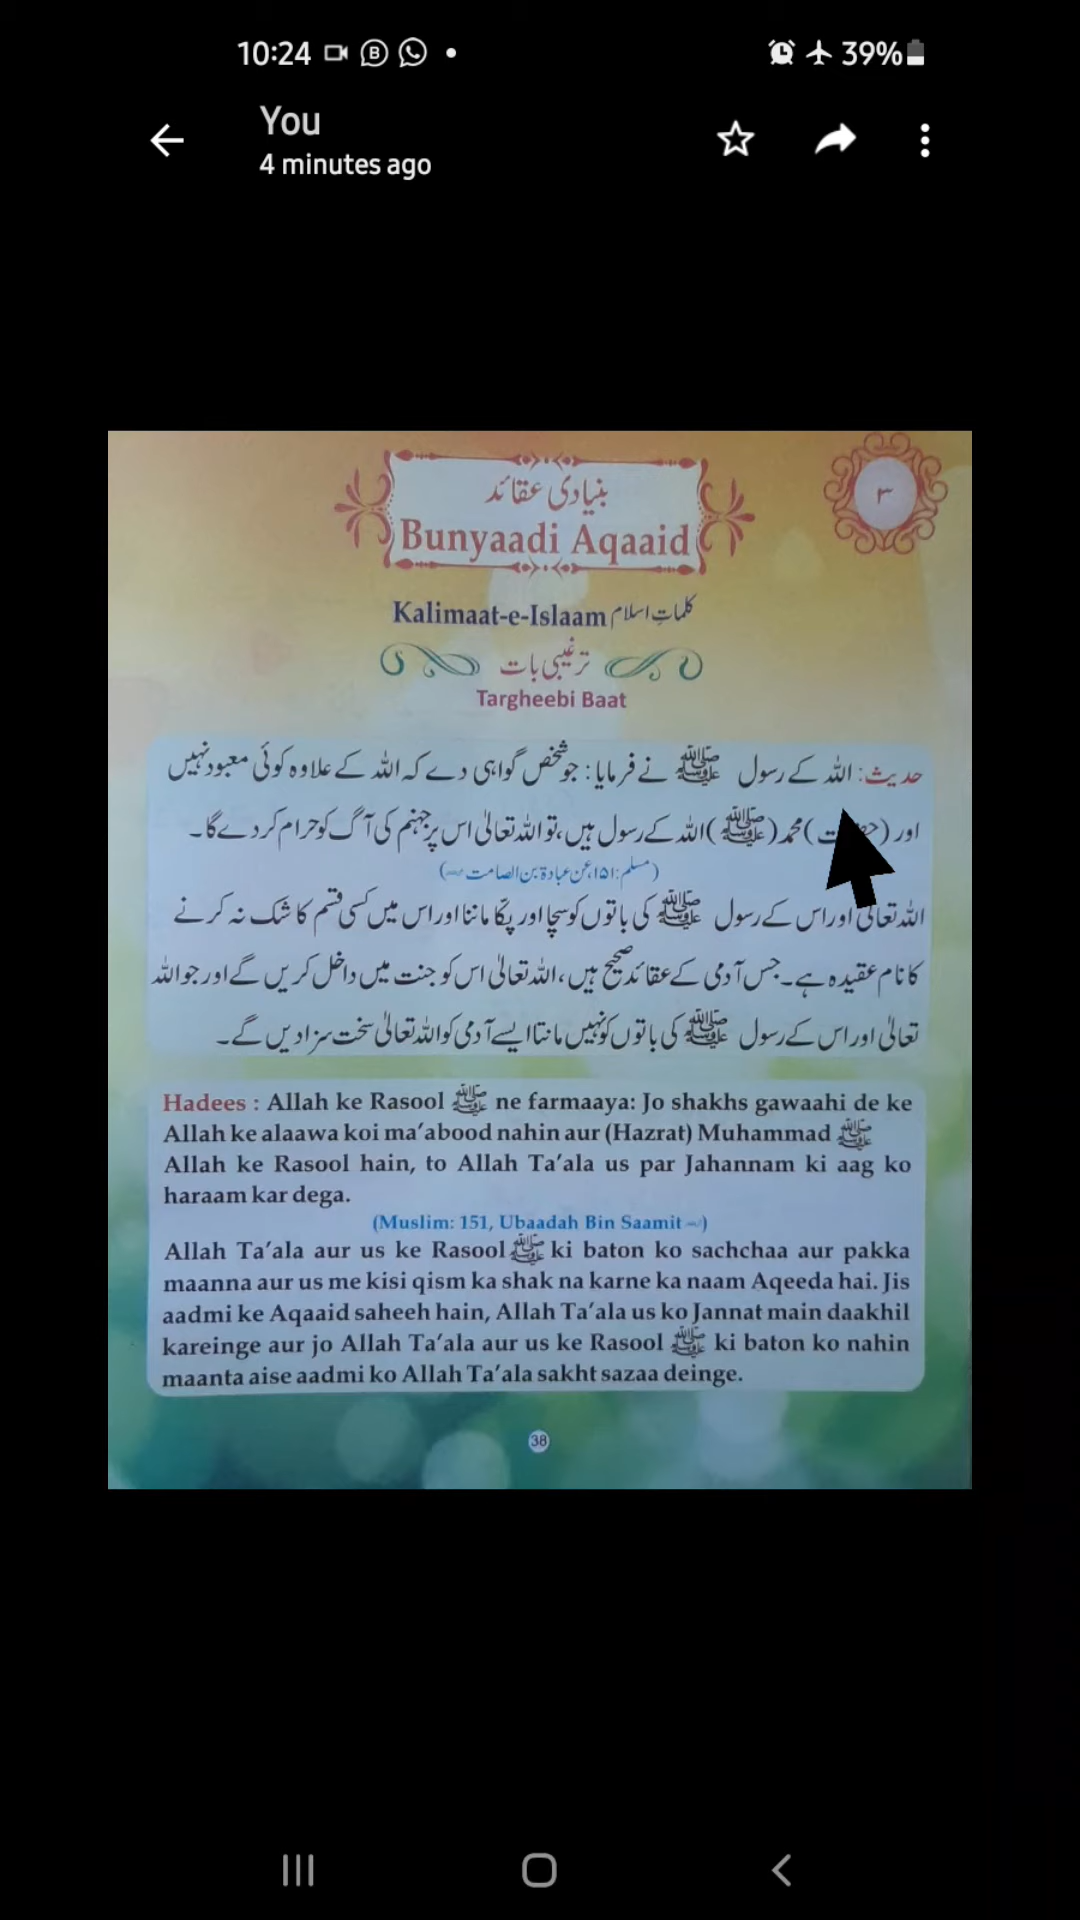 10:24
39%
You
4 minutes ago
بنیادی عقائد
۳
Bunyaadi Aqaaid
Kalimaat-e-Islaam کلماتِ اسلام
ترغیبی بات
Targheebi Baat
حدیث: اللہ کے رسول ﷺ نے فرمایا: جو شخص گواہی دے کہ اللہ کے علاوہ کوئی معبود نہیں
اور ( ) محمد (ﷺ) اللہ کے رسول ہیں، تو اللہ تعالیٰ اس پر جہنم کی آگ کو حرام کر دے گا۔
(مسلم: ۱۵۱، عن عبادة بن الصامت)
اللہ تعالیٰ اور اس کے رسول ﷺ کی باتوں کو سچا اور پکّا ماننا اور اس میں کسی قسم کا شک نہ کرنے
کا نام عقیدہ ہے۔ جس آدمی کے عقائد صحیح ہیں، اللہ تعالیٰ اس کو جنت میں داخل کریں گے اور جو اللہ
تعالیٰ اور اس کے رسول ﷺ کی باتوں کو نہیں مانتا ایسے آدمی کو اللہ تعالیٰ سخت سزا دیں گے۔
Hadees : Allah ke Rasool ﷺ ne farmaaya: Jo shakhs gawaahi de ke
Allah ke alaawa koi ma'abood nahin aur (Hazrat) Muhammad ﷺ
Allah ke Rasool hain, to Allah Ta'ala us par Jahannam ki aag ko
haraam kar dega.
(Muslim: 151, Ubaadah Bin Saamit )
Allah Ta'ala aur us ke Rasool ﷺ ki baton ko sachchaa aur pakka
maanna aur us me kisi qism ka shak na karne ka naam Aqeeda hai. Jis
aadmi ke Aqaaid saheeh hain, Allah Ta'ala us ko Jannat main daakhil
kareinge aur jo Allah Ta'ala aur us ke Rasool ﷺ ki baton ko nahin
maanta aise aadmi ko Allah Ta'ala sakht sazaa deinge.
38